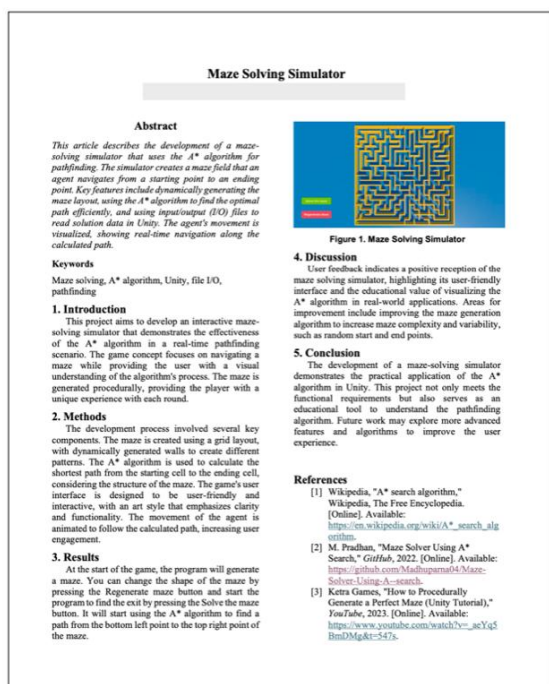 Maze Solving Simulator
Abstract
This article describes the development of a maze-
solving simulator that uses the A* algorithm for
pathfinding. The simulator creates a maze field that an
agent navigates from a starting point to an ending
point. Key features include dynamically generating the
maze layout, using the A* algorithm to find the optimal
path efficiently, and using input/output (I/O) files to
read solution data in Unity. The agent's movement is
visualized, showing real-time navigation along the
calculated path.
Keywords
Maze solving, A* algorithm, Unity, file I/O,
pathfinding
1. Introduction
This project aims to develop an interactive maze-
solving simulator that demonstrates the effectiveness
of the A* algorithm in a real-time pathfinding
scenario. The game concept focuses on navigating a
maze while providing the user with a visual
understanding of the algorithm's process. The maze is
generated procedurally, providing the player with a
unique experience with each round.
2. Methods
The development process involved several key
components. The maze is created using a grid layout,
with dynamically generated walls to create different
patterns. The A* algorithm is used to calculate the
shortest path from the starting cell to the ending cell,
considering the structure of the maze. The game's user
interface is designed to be user-friendly and
interactive, with an art style that emphasizes clarity
and functionality. The movement of the agent is
animated to follow the calculated path, increasing user
engagement.
3. Results
At the start of the game, the program will generate
a maze. You can change the shape of the maze by
pressing the Regenerate maze button and start the
program to find the exit by pressing the Solve the maze
button. It will start using the A* algorithm to find a
path from the bottom left point to the top right point of
the maze.
Figure 1. Maze Solving Simulator
4. Discussion
User feedback indicates a positive reception of the
maze solving simulator, highlighting its user-friendly
interface and the educational value of visualizing the
A* algorithm in real-world applications. Areas for
improvement include improving the maze generation
algorithm to increase maze complexity and variability,
such as random start and end points.
5. Conclusion
The development of a maze-solving simulator
demonstrates the practical application of the A*
algorithm in Unity. This project not only meets the
functional requirements but also serves as an
educational tool to understand the pathfinding
algorithm. Future work may explore more advanced
features and algorithms to improve the user
experience.
References
[1] Wikipedia, "A* search algorithm,"
Wikipedia, The Free Encyclopedia.
[Online]. Available:
https://en.wikipedia.org/wiki/A*_search_alg
orithm.
[2] M. Pradhan, "Maze Solver Using A*
Search," GitHub, 2022. [Online]. Available:
https://github.com/Madhuparna04/Maze-
Solver-Using-A--search.
[3] Ketra Games, "How to Procedurally
Generate a Perfect Maze (Unity Tutorial),"
YouTube, 2023. [Online]. Available:
https://www.youtube.com/watch?v=_aeYq5
BmDMg&t=547s.